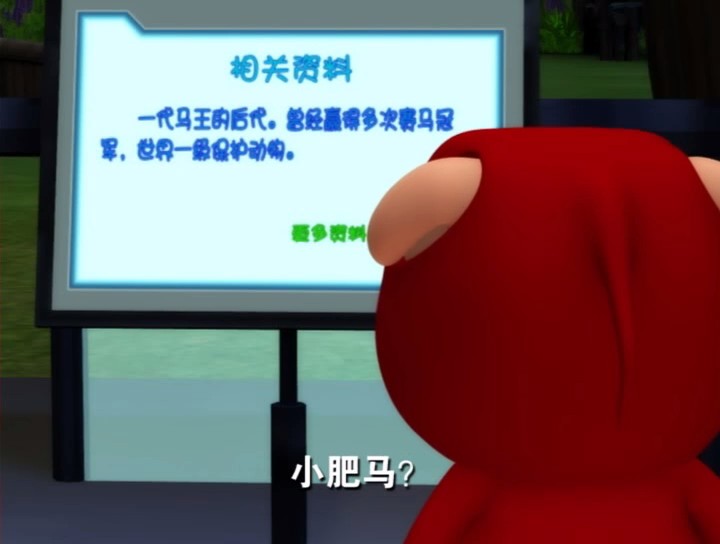 相关资料
一代马王的后代。曾经赢得多次赛马冠
军，世界一级保护动物。
更多资料
小肥马?